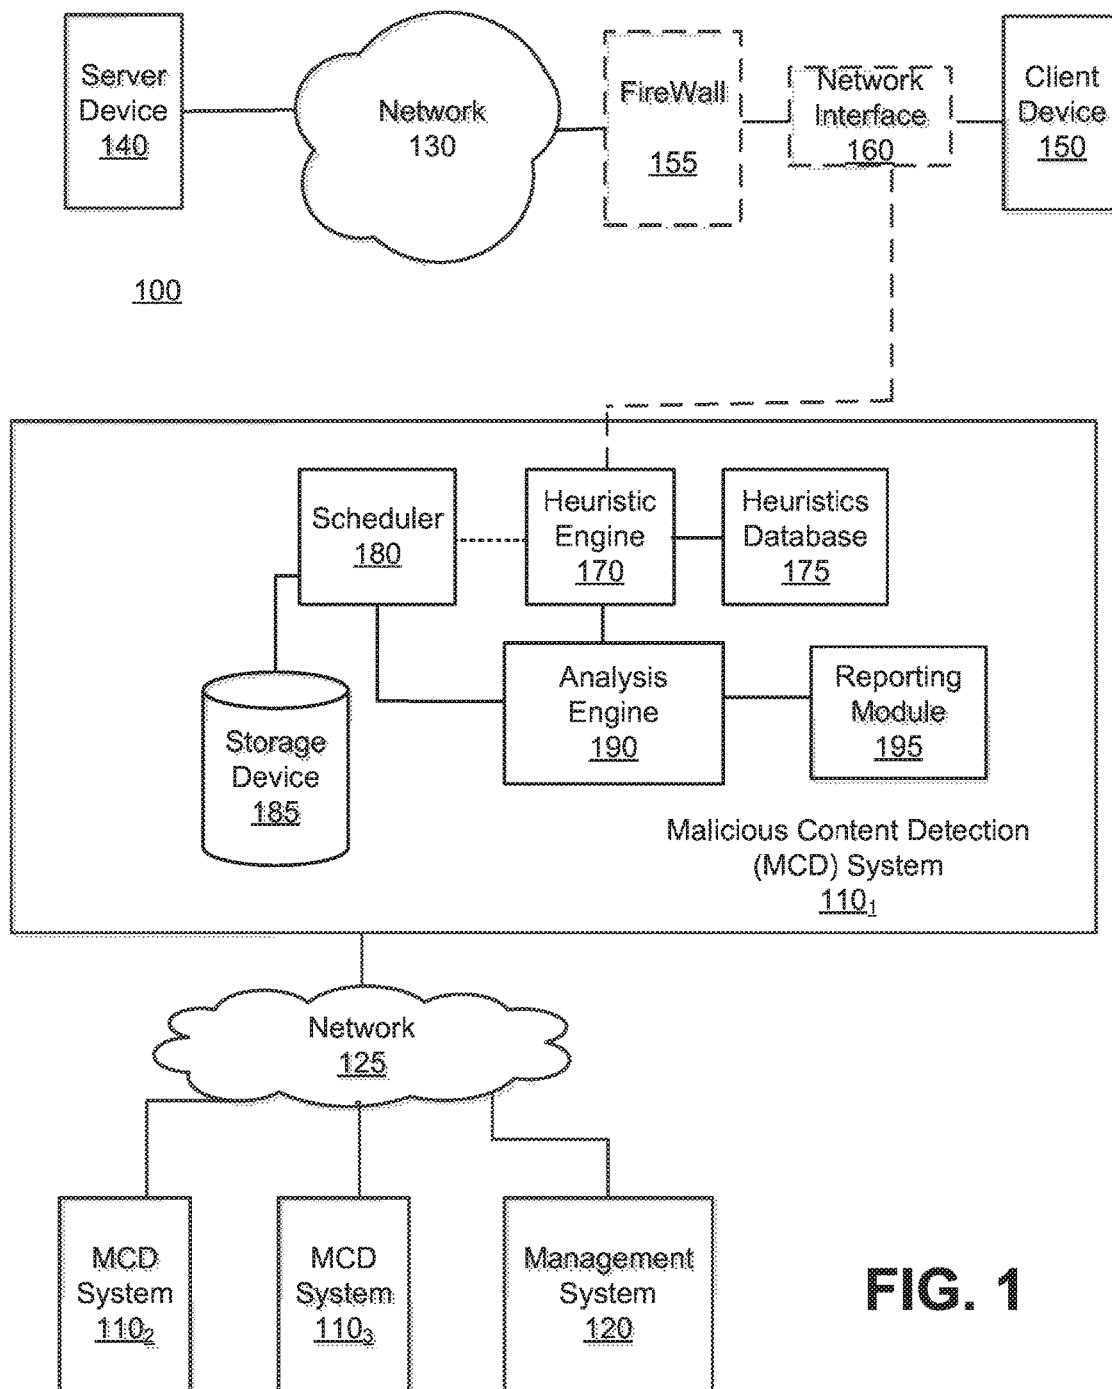 Server
Device
140
Network
130
FireWall
155
Network
Interface
160
Client
Device
150
100
Scheduler
180
Heuristic
Engine
170
Heuristics
Database
175
Storage
Device
185
Analysis
Engine
190
Reporting
Module
195
Malicious Content Detection
(MCD) System
110₁
Network
125
MCD
System
110₂
MCD
System
110₃
Management
System
120
FIG. 1